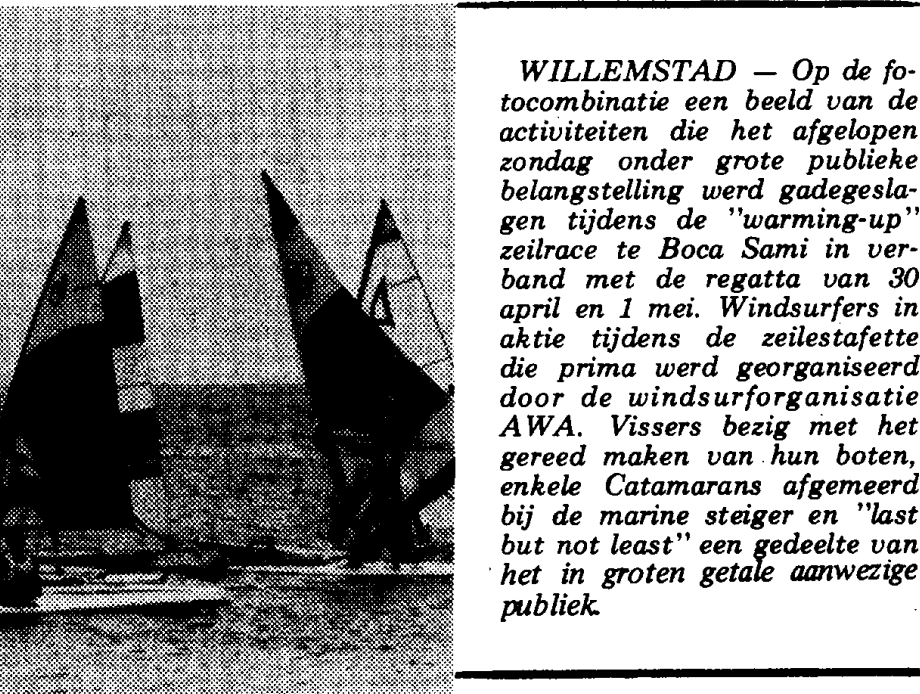 WILLEMSTAD — Op de fo-
tocombinatie een beeld van de
activiteiten die het afgelopen
zondag onder grote publieke
belangstelling werd gadegesla-
gen tijdens de "warming-up"
zeilrace te Boca Sami in ver-
band met de regatta van 30
april en 1 mei. Windsurfers in
aktie tijdens de zeilestafette
die prima werd georganiseerd
door de windsurforganisatie
AWA. Vissers bezig met het
gereed maken van hun boten,
enkele Catamarans afgemeerd
bij de marine steiger en "last
but not least" een gedeelte van
het in groten getale aanwezige
publiek.